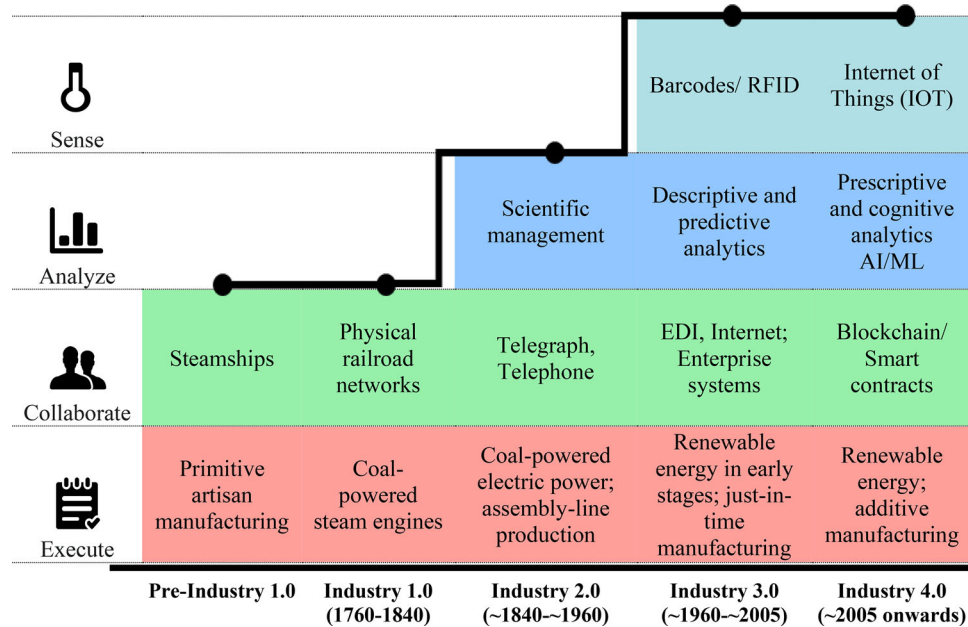 Sense
Barcodes/ RFID
Internet of
Things (IOT)
Analyze
Scientific
management
Descriptive and
predictive
analytics
Prescriptive
and cognitive
analytics
AI/ML
Collaborate
Steamships
Physical
railroad
networks
Telegraph,
Telephone
EDI, Internet;
Enterprise
systems
Blockchain/
Smart
contracts
Execute
Primitive
artisan
manufacturing
Coal-
powered
steam engines
Coal-powered
electric power;
assembly-line
production
Renewable
energy in early
stages; just-in-
time
manufacturing
Renewable
energy;
additive
manufacturing
Pre-Industry 1.0
Industry 1.0
(1760-1840)
Industry 2.0
(~1840-~1960)
Industry 3.0
(~1960-~2005)
Industry 4.0
(~2005 onwards)